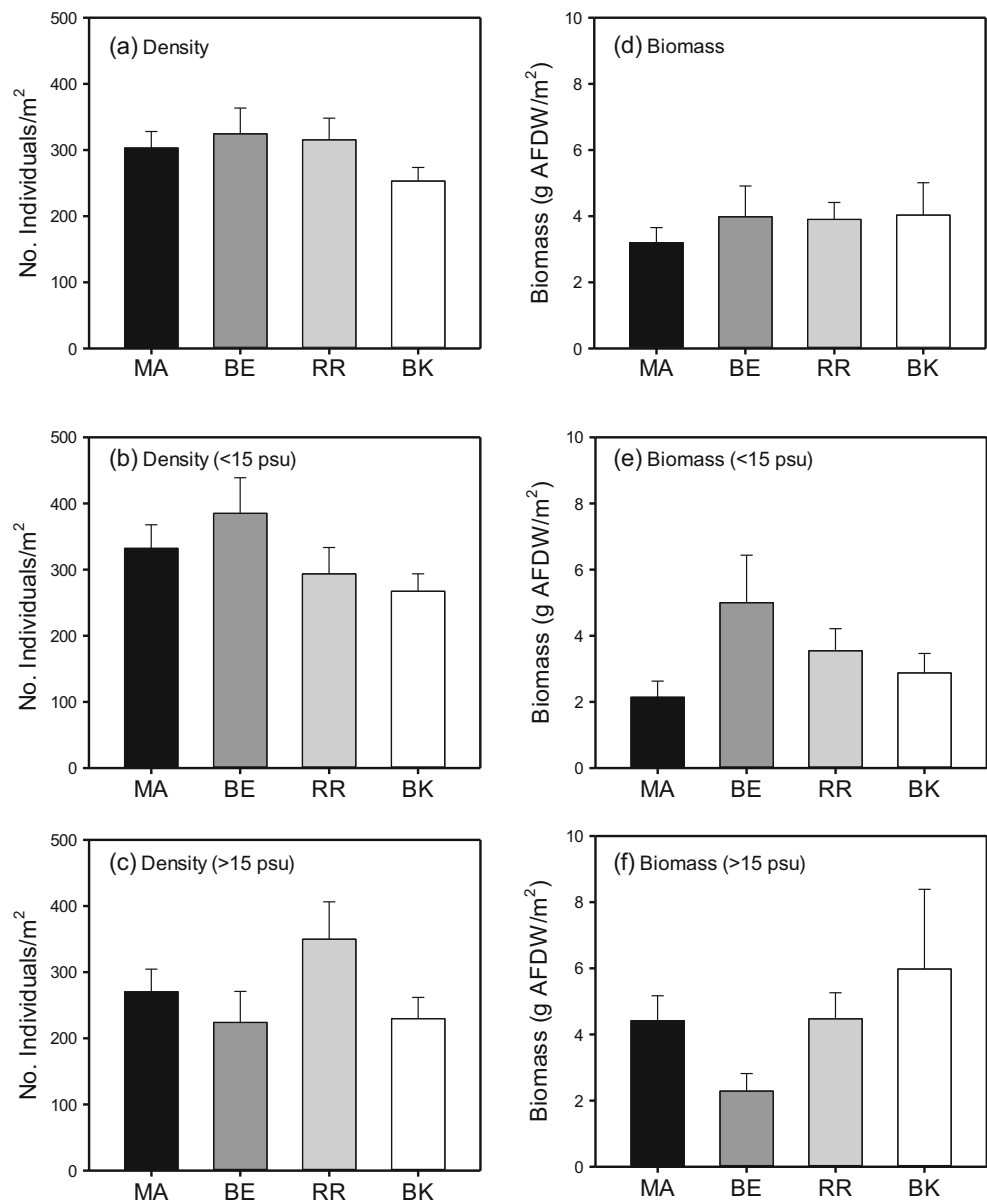 (a) Density
No. Individuals/m²
500
400
300
200
100
0
MA BE RR BK
(d) Biomass
Biomass (g AFDW/m²)
10
8
6
4
2
0
MA BE RR BK
(b) Density (<15 psu)
No. Individuals/m²
500
400
300
200
100
0
MA BE RR BK
(e) Biomass (<15 psu)
Biomass (g AFDW/m²)
10
8
6
4
2
0
MA BE RR BK
(c) Density (>15 psu)
No. Individuals/m²
500
400
300
200
100
0
MA BE RR BK
(f) Biomass (>15 psu)
Biomass (g AFDW/m²)
10
8
6
4
2
0
MA BE RR BK